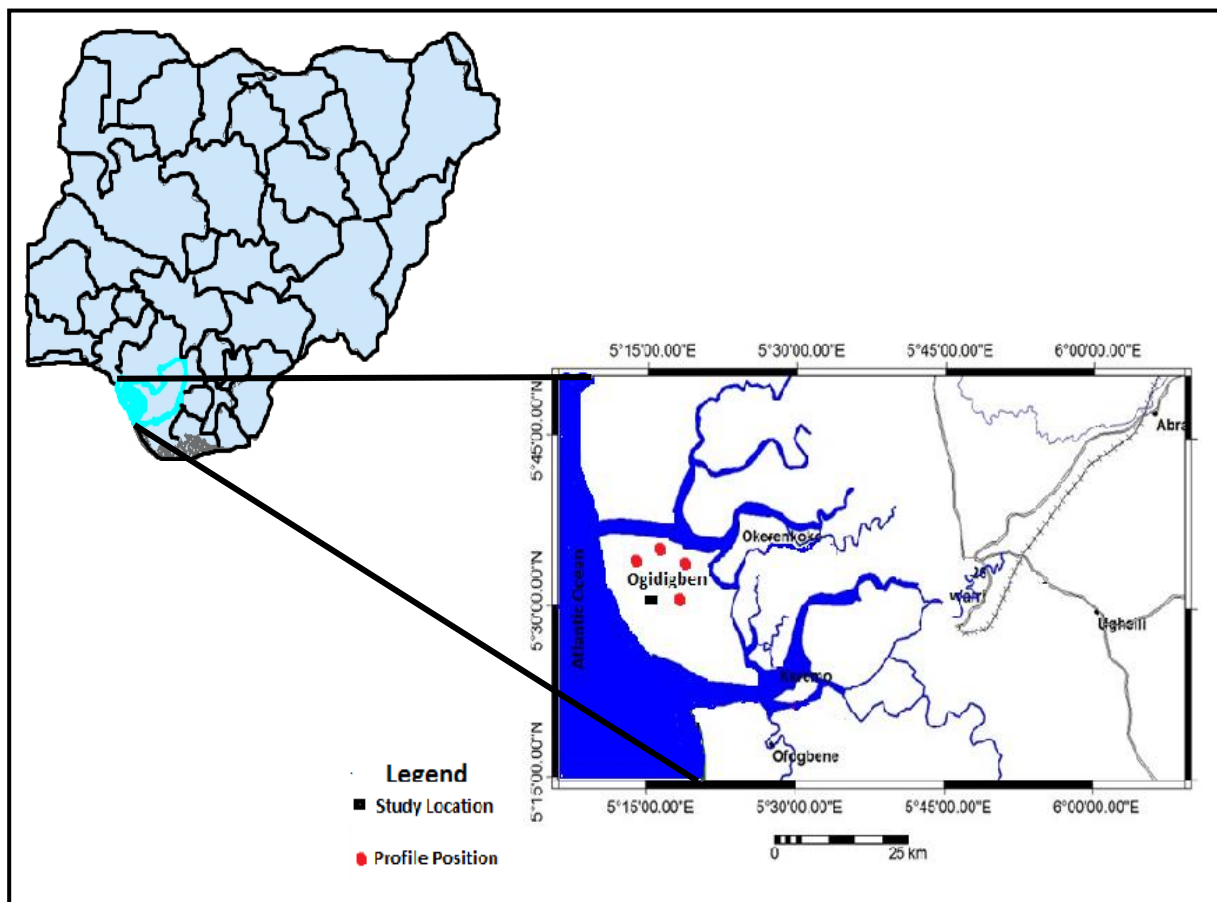 5°15'00.00"E 5°30'00.00"E 5°45'00.00"E 6°00'00.00"E
5°45'00.00"N
5°30'00.00"N
5°15'00.00"N
Abra
Okerenkoko
Ogidigben
Atlantic Ocean
Warri
Ughelli
Ofogbene
5°15'00.00"E 5°30'00.00"E 5°45'00.00"E 6°00'00.00"E
0 25 km
Legend
Study Location
Profile Position